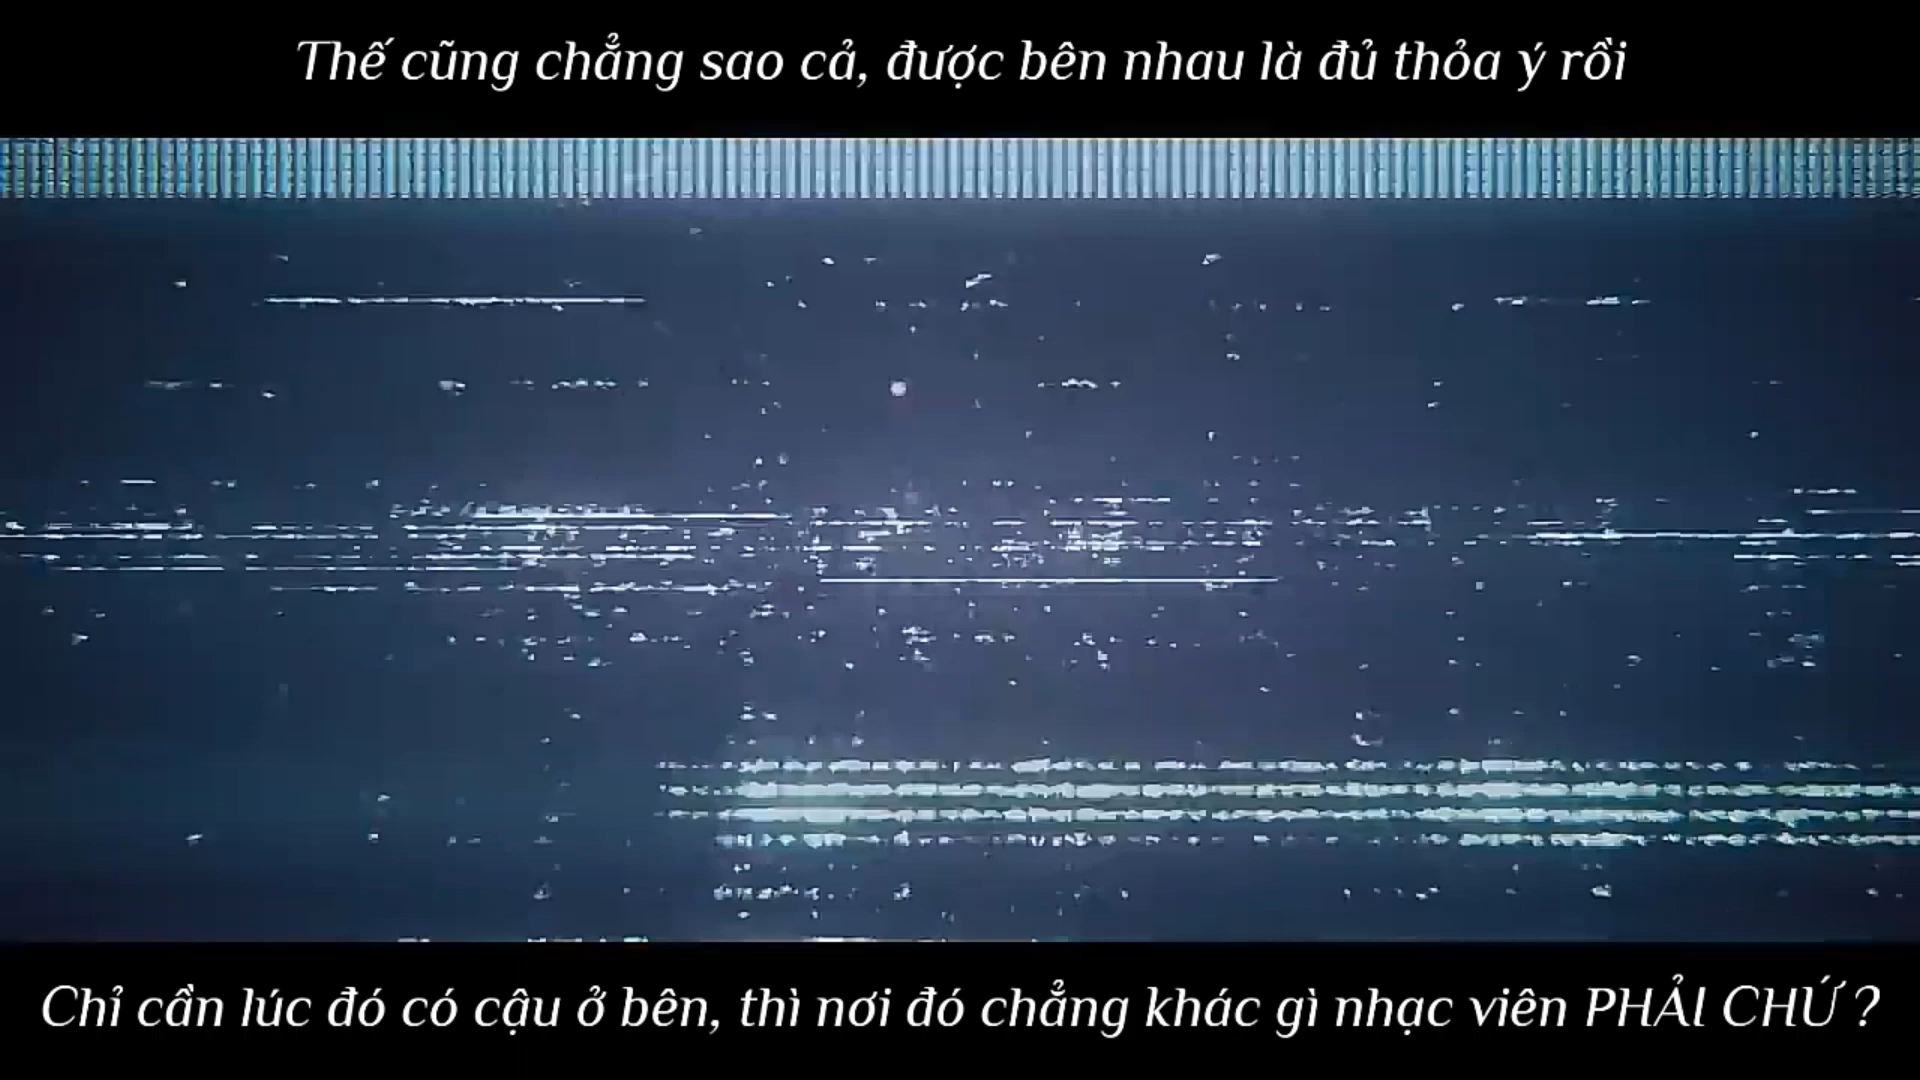 Thế cũng chẳng sao cả, được bên nhau là đủ thỏa ý rồi
Chỉ cần lúc đó có cậu ở bên, thì nơi đó chẳng khác gì nhạc viên PHẢI CHỨ ?